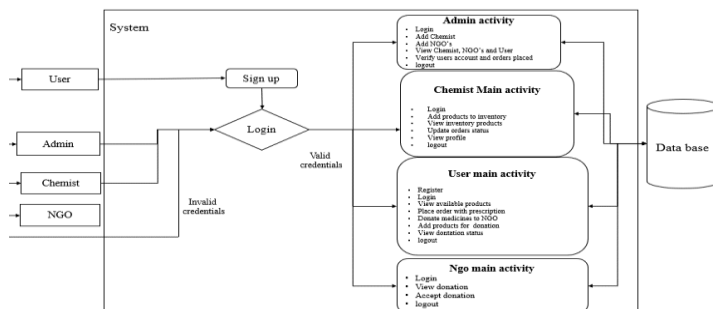 System
User
Admin
Chemist
NGO
Sign up
Login
Invalid
credentials
Valid
credentials
Admin activity
• Login
• Add Chemist
• Add NGO's
• View Chemist, NGO's and User
• Verify users account and orders placed
• logout
Chemist Main activity
• Login
• Add products to inventory
• View inventory products
• Update orders status
• View profile
• logout
User main activity
• Register
• Login
• View available products
• Place order with prescription
• Donate medicines to NGO
• Add products for donation
• View dontation status
• logout
Ngo main activity
• Login
• View donation
• Accept donation
• logout
Data base